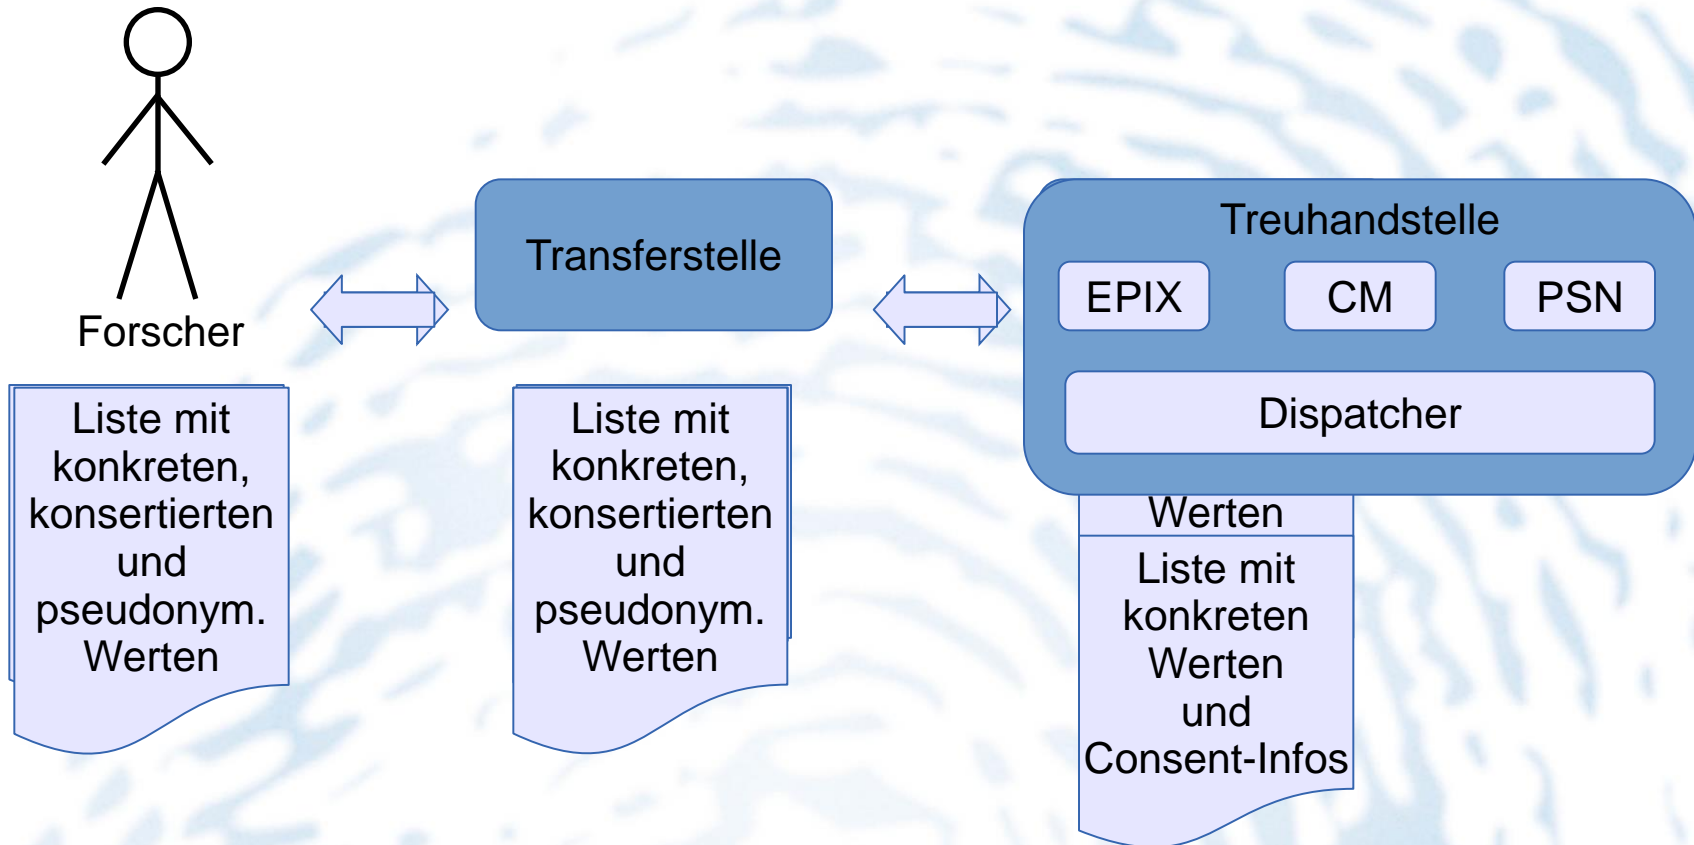 Forscher
Liste mit
konkreten,
konsertierten
und
pseudonym.
Werten
Transferstelle
Liste mit
konkreten,
konsertierten
und
pseudonym.
Werten
Treuhandstelle
EPIX
CM
PSN
Dispatcher
Werten
Liste mit
konkreten
Werten
und
Consent-Infos